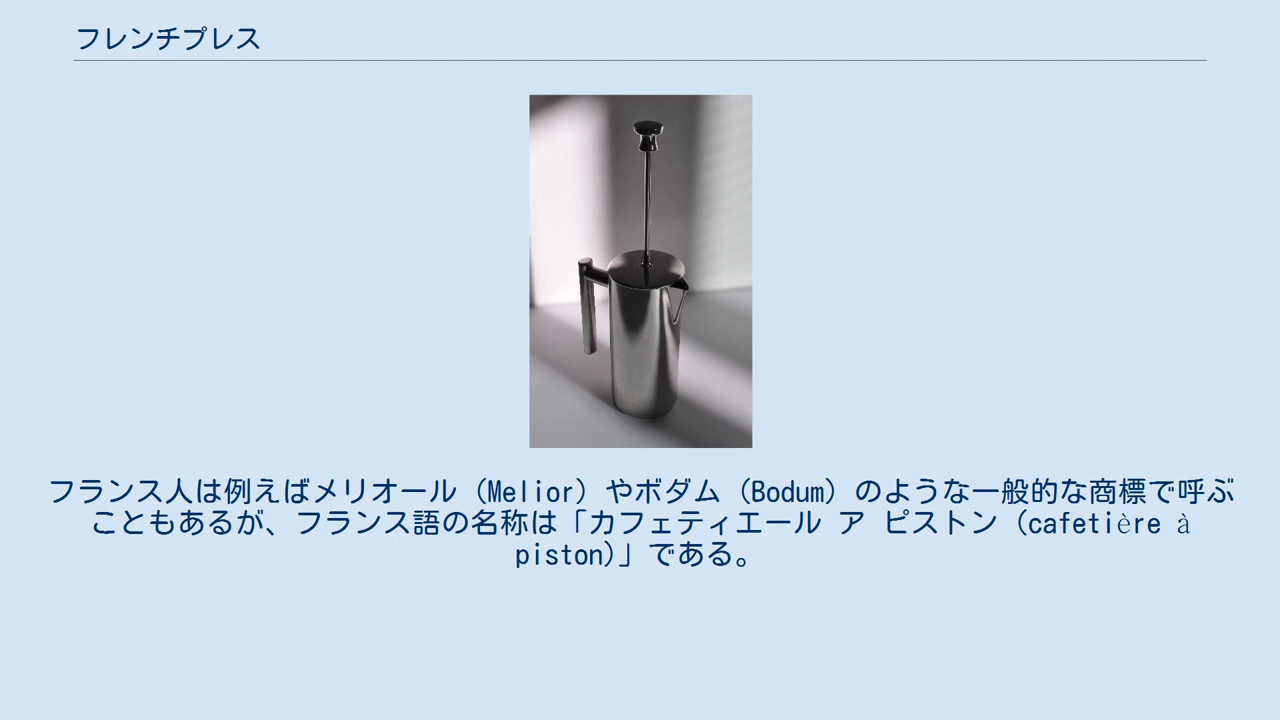 フレンチプレス
フランス人は例えばメリオール（Melior）やボダム（Bodum）のような一般的な商標で呼ぶ
こともあるが、フランス語の名称は「カフェティエール ア ピストン（cafetière à
piston)」である。